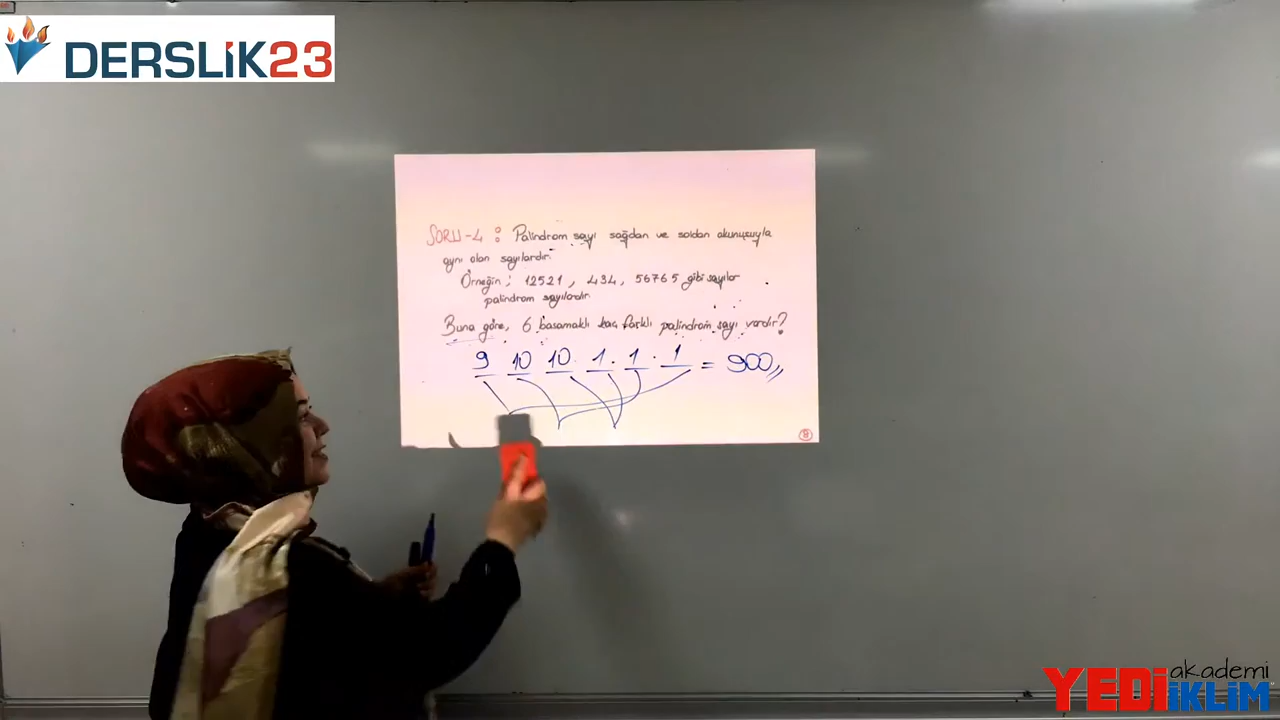 DERSLİK23
SORU-4 : Palindrom sayı sağdan ve soldan okunuşuyla
aynı olan sayılardır.
Örneğin ; 12521 , 434 , 56765 gibi sayılar
palindrom sayılardır.
Buna göre, 6 basamaklı kaç farklı palindrom sayı vardır?
9 10 10 . 1 . 1 . 1 = 900,,
8
YEDİ akademi
İKLİM